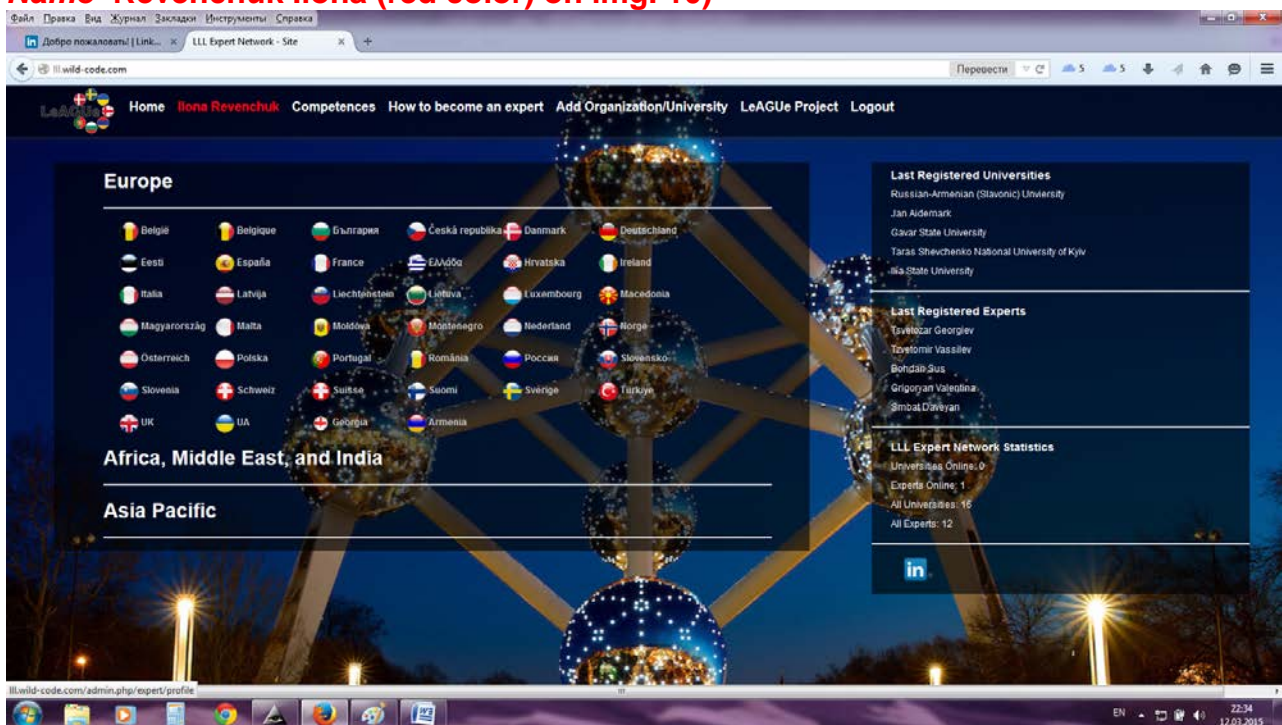 Name Revenchuk Ilona (red color) on img. 10)
Файл Правка Вид Журнал Закладки Инструменты Справка
Добро пожаловать! | Link... LLL Expert Network - Site
lll.wild-code.com Перевести 5 5
LeAGUe Home Ilona Revenchuk Competences How to become an expert Add Organization/University LeAGUe Project Logout
Europe
België Belgique България Česká republika Danmark Deutschland
Eesti España France Ελλάδα Hrvatska Ireland
Italia Latvija Liechtenstein Lietuva Luxembourg Macedonia
Magyarország Malta Moldova Montenegro Nederland Norge
Österreich Polska Portugal România Россия Slovensko
Slovenia Schweiz Suisse Suomi Sverige Türkiye
UK UA Georgia Armenia
Africa, Middle East, and India
Asia Pacific
Last Registered Universities
Russian-Armenian (Slavonic) Unviersity
Jan Aidemark
Gavar State University
Taras Shevchenko National University of Kyiv
Ilia State University
Last Registered Experts
Tsvetozar Georgiev
Tzvetomir Vassilev
Bohdan Sus
Grigoryan Valentina
Smbat Daveyan
LLL Expert Network Statistics
Universities Online: 0
Experts Online: 1
All Universities: 16
All Experts: 12
in
lll.wild-code.com/admin.php/expert/profile
EN 22:34
12.03.2015